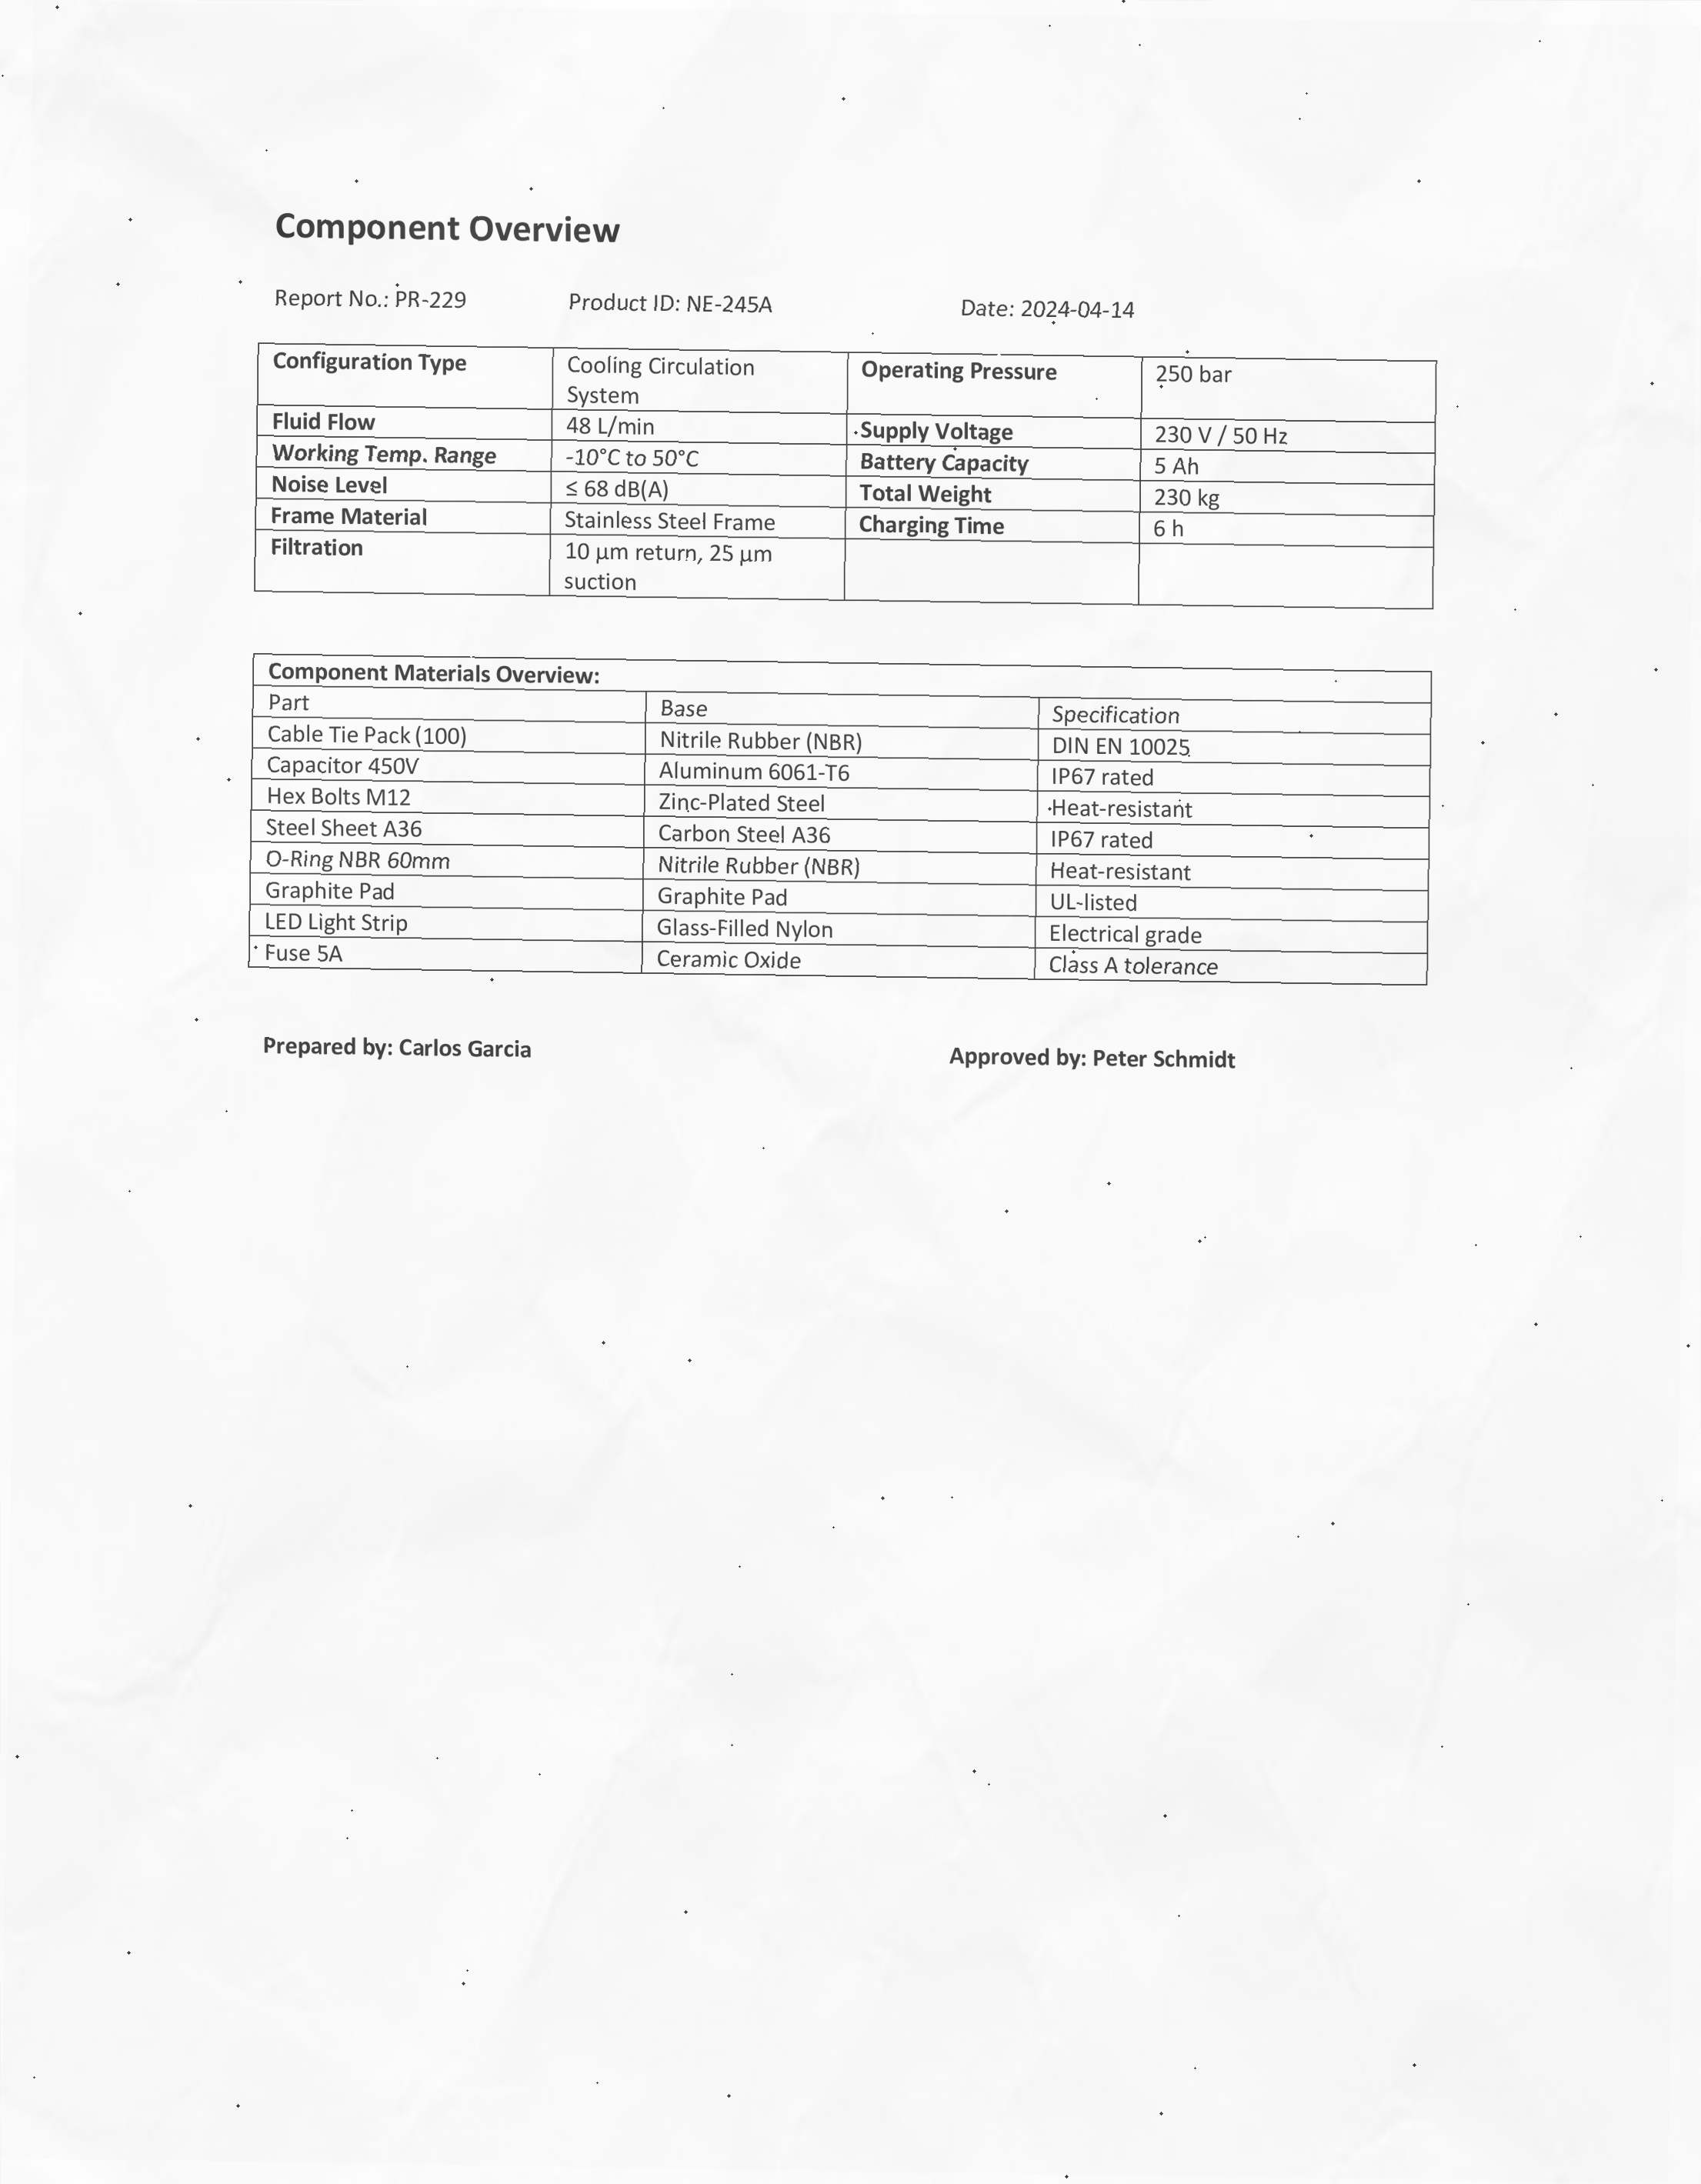 Component Overview
Report No.: PR-229 Product ID: NE-245A Date: 2024-04-14
Configuration Type Cooling Circulation System Operating Pressure 250 bar
Fluid Flow 48 L/min Supply Voltage 230 V / 50 Hz
Working Temp. Range -10°C to 50°C Battery Capacity 5 Ah
Noise Level ≤ 68 dB(A) Total Weight 230 kg
Frame Material Stainless Steel Frame Charging Time 6 h
Filtration 10 µm return, 25 µm suction
Component Materials Overview:
Part Base Specification
Cable Tie Pack (100) Nitrile Rubber (NBR) DIN EN 10025
Capacitor 450V Aluminum 6061-T6 IP67 rated
Hex Bolts M12 Zinc-Plated Steel Heat-resistant
Steel Sheet A36 Carbon Steel A36 IP67 rated
O-Ring NBR 60mm Nitrile Rubber (NBR) Heat-resistant
Graphite Pad Graphite Pad UL-listed
LED Light Strip Glass-Filled Nylon Electrical grade
Fuse 5A Ceramic Oxide Class A tolerance
Prepared by: Carlos Garcia Approved by: Peter Schmidt